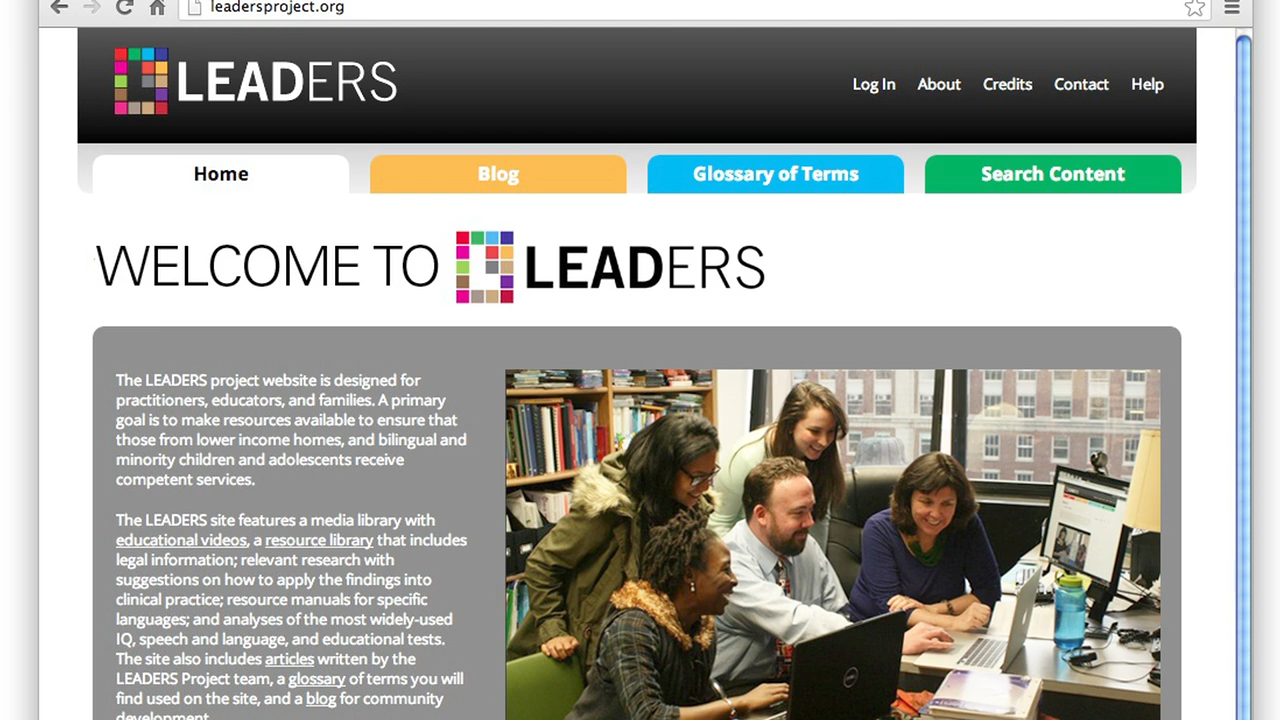 leadersproject.org
LEADERS
Log In About Credits Contact Help
Home Blog Glossary of Terms Search Content
WELCOME TO LEADERS
The LEADERS project website is designed for
practitioners, educators, and families. A primary
goal is to make resources available to ensure that
those from lower income homes, and bilingual and
minority children and adolescents receive
competent services.
The LEADERS site features a media library with
educational videos, a resource library that includes
legal information; relevant research with
suggestions on how to apply the findings into
clinical practice; resource manuals for specific
languages; and analyses of the most widely-used
IQ, speech and language, and educational tests.
The site also includes articles written by the
LEADERS Project team, a glossary of terms you will
find used on the site, and a blog for community
development.